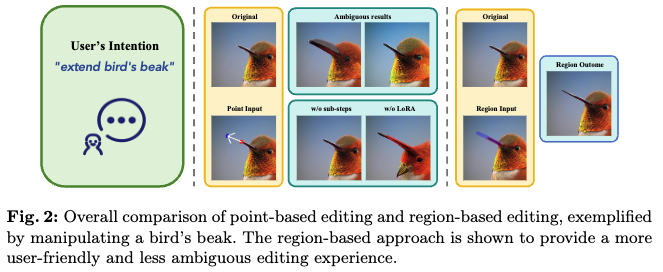 User's Intention
"extend bird's beak"
Original
Ambiguous results
Point Input
w/o sub-steps
w/o LoRA
Original
Region Input
Region Outome
Fig. 2: Overall comparison of point-based editing and region-based editing, exemplified
by manipulating a bird's beak. The region-based approach is shown to provide a more
user-friendly and less ambiguous editing experience.